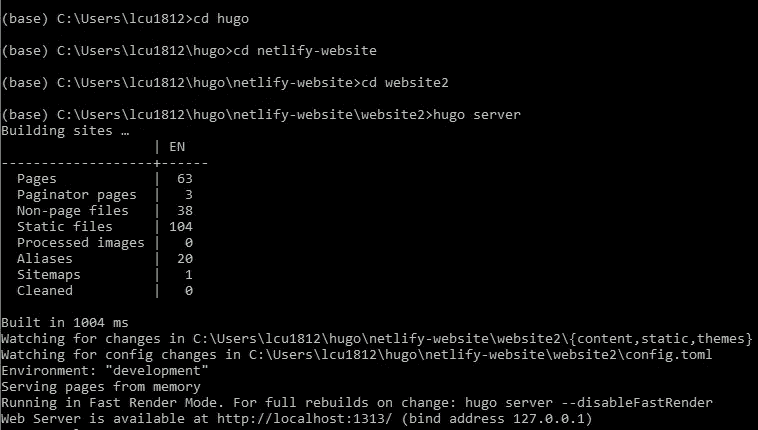 (base) C:\Users\lcu1812>cd hugo
(base) C:\Users\lcu1812\hugo>cd netlify-website
(base) C:\Users\lcu1812\hugo\netlify-website>cd website2
(base) C:\Users\lcu1812\hugo\netlify-website\website2>hugo server
Building sites …
                   | EN
-------------------+------
  Pages            |  63
  Paginator pages  |   3
  Non-page files   |  38
  Static files     | 104
  Processed images |   0
  Aliases          |  20
  Sitemaps         |   1
  Cleaned          |   0
Built in 1004 ms
Watching for changes in C:\Users\lcu1812\hugo\netlify-website\website2\{content,static,themes}
Watching for config changes in C:\Users\lcu1812\hugo\netlify-website\website2\config.toml
Environment: "development"
Serving pages from memory
Running in Fast Render Mode. For full rebuilds on change: hugo server --disableFastRender
Web Server is available at http://localhost:1313/ (bind address 127.0.0.1)